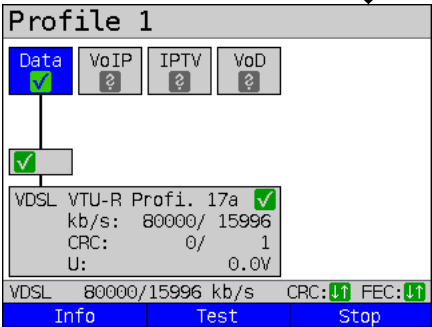 Profile 1
Data VoIP IPTV VoD
? ? ?
VDSL VTU-R Profi. 17a
kb/s: 80000/ 15996
CRC: 0/ 1
U: 0.0V
VDSL 80000/15996 kb/s CRC: FEC:
Info Test Stop